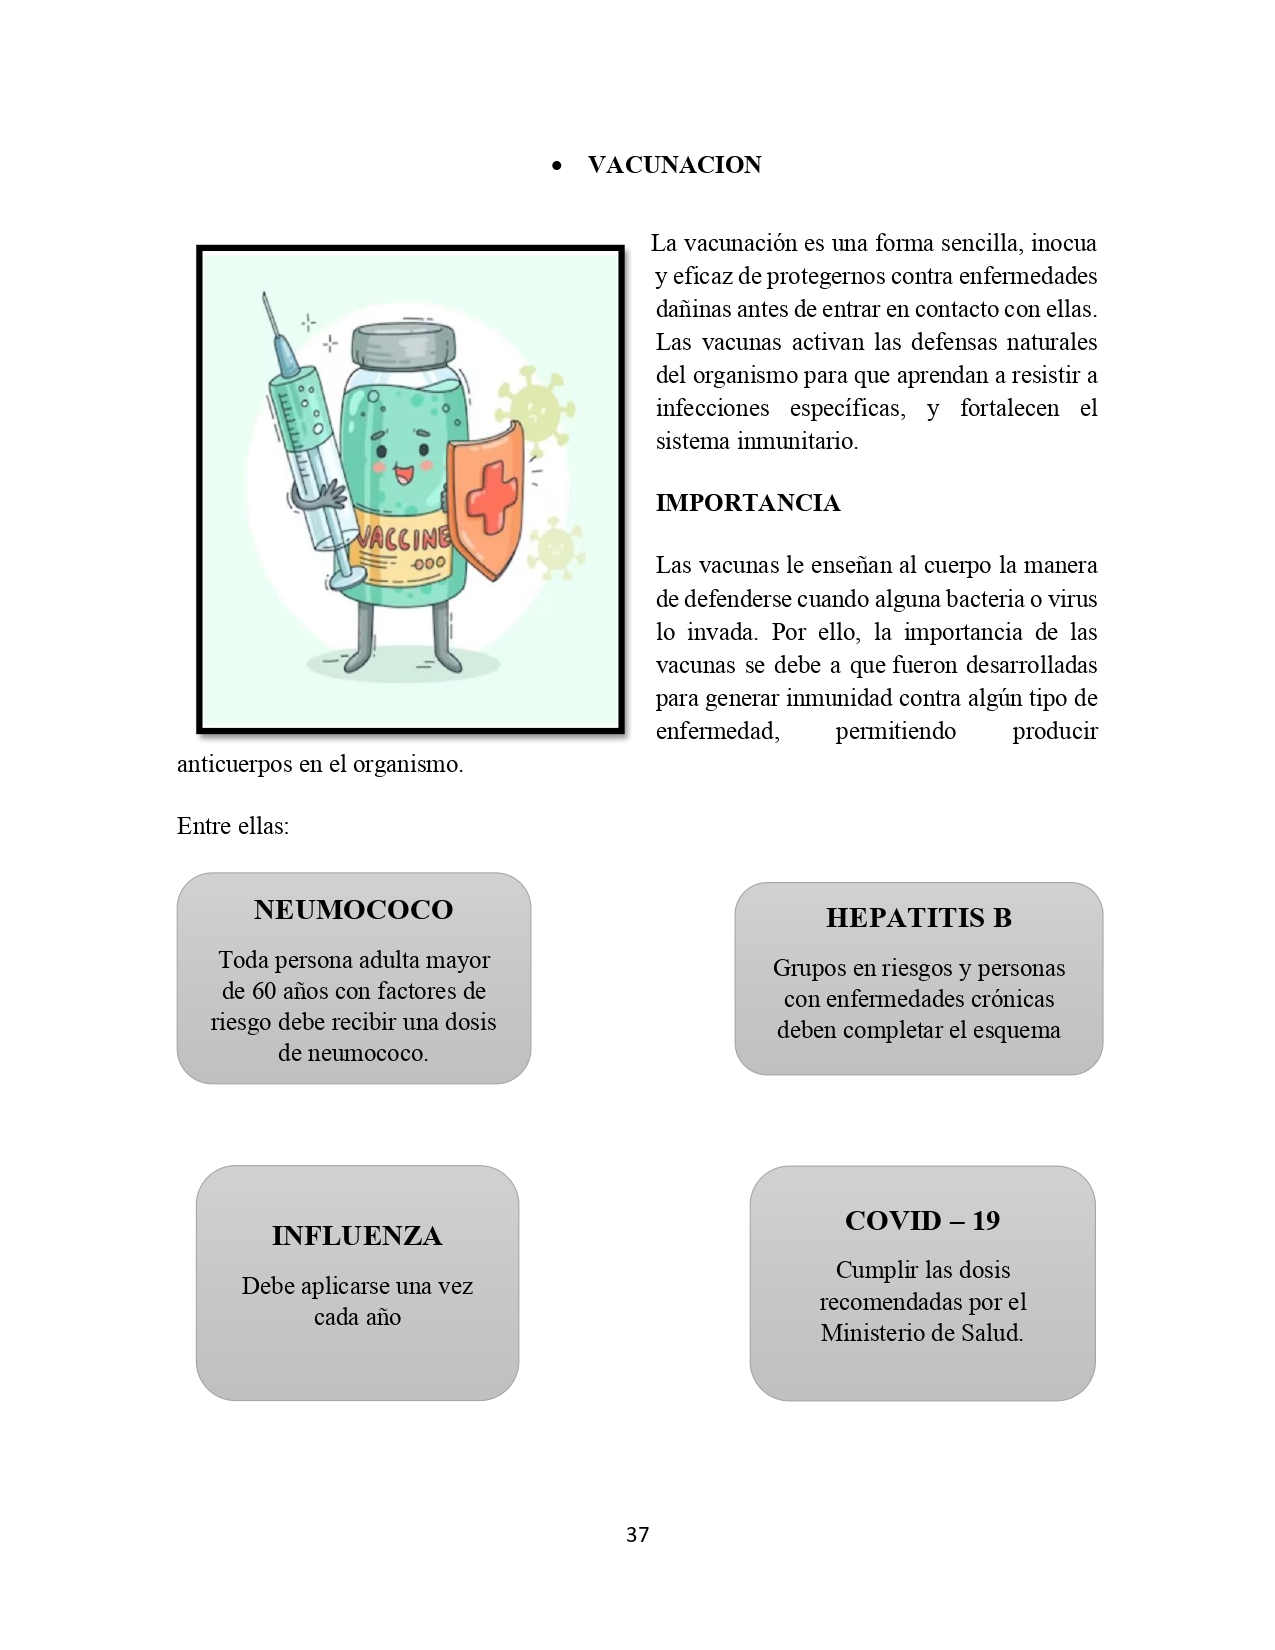 • VACUNACION
La vacunación es una forma sencilla, inocua
y eficaz de protegernos contra enfermedades
dañinas antes de entrar en contacto con ellas.
Las vacunas activan las defensas naturales
del organismo para que aprendan a resistir a
infecciones específicas, y fortalecen el
sistema inmunitario.
VACCINE
IMPORTANCIA
Las vacunas le enseñan al cuerpo la manera
de defenderse cuando alguna bacteria o virus
lo invada. Por ello, la importancia de las
vacunas se debe a que fueron desarrolladas
para generar inmunidad contra algún tipo de
enfermedad, permitiendo producir
anticuerpos en el organismo.
Entre ellas:
NEUMOCOCO
Toda persona adulta mayor
de 60 años con factores de
riesgo debe recibir una dosis
de neumococo.
HEPATITIS B
Grupos en riesgos y personas
con enfermedades crónicas
deben completar el esquema
INFLUENZA
Debe aplicarse una vez
cada año
COVID – 19
Cumplir las dosis
recomendadas por el
Ministerio de Salud.
37